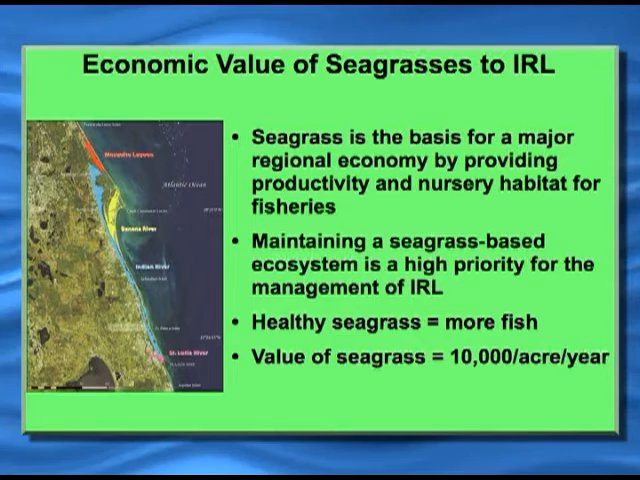 Economic Value of Seagrasses to IRL
• Seagrass is the basis for a major
regional economy by providing
productivity and nursery habitat for
fisheries
• Maintaining a seagrass-based
ecosystem is a high priority for the
management of IRL
• Healthy seagrass = more fish
• Value of seagrass = 10,000/acre/year
Mosquito Lagoon
Atlantic Ocean
Banana River
Indian River
St. Lucie River